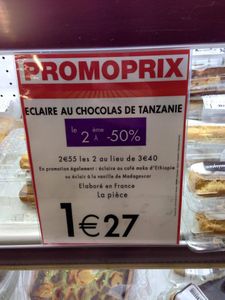 PROMOPRIX
ECLAIRE AU CHOCOLAS DE TANZANIE
le 2 ème à -50%
2€55 les 2 au lieu de 3€40
En promotion également : éclaire au café moka d'Ethiopie
ou éclair à la vanille de Madagascar
Elaboré en France
La pièce
1€27